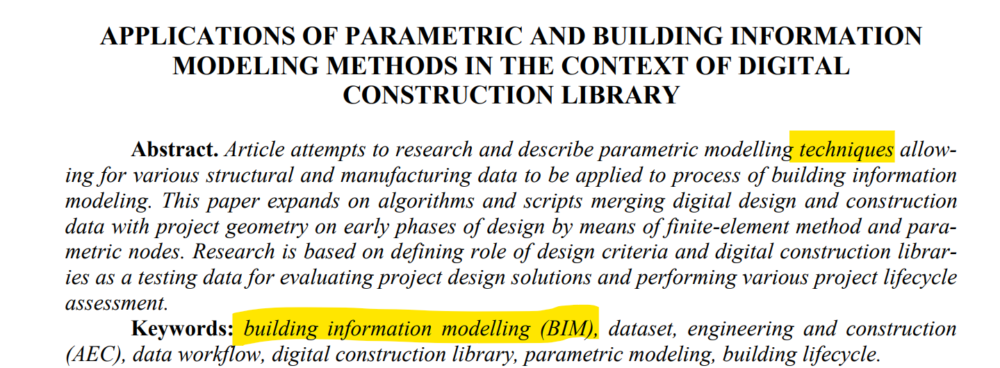 APPLICATIONS OF PARAMETRIC AND BUILDING INFORMATION
MODELING METHODS IN THE CONTEXT OF DIGITAL
CONSTRUCTION LIBRARY
Abstract. Article attempts to research and describe parametric modelling techniques allow-
ing for various structural and manufacturing data to be applied to process of building information
modeling. This paper expands on algorithms and scripts merging digital design and construction
data with project geometry on early phases of design by means of finite-element method and para-
metric nodes. Research is based on defining role of design criteria and digital construction librar-
ies as a testing data for evaluating project design solutions and performing various project lifecycle
assessment.
Keywords: building information modelling (BIM), dataset, engineering and construction
(AEC), data workflow, digital construction library, parametric modeling, building lifecycle.